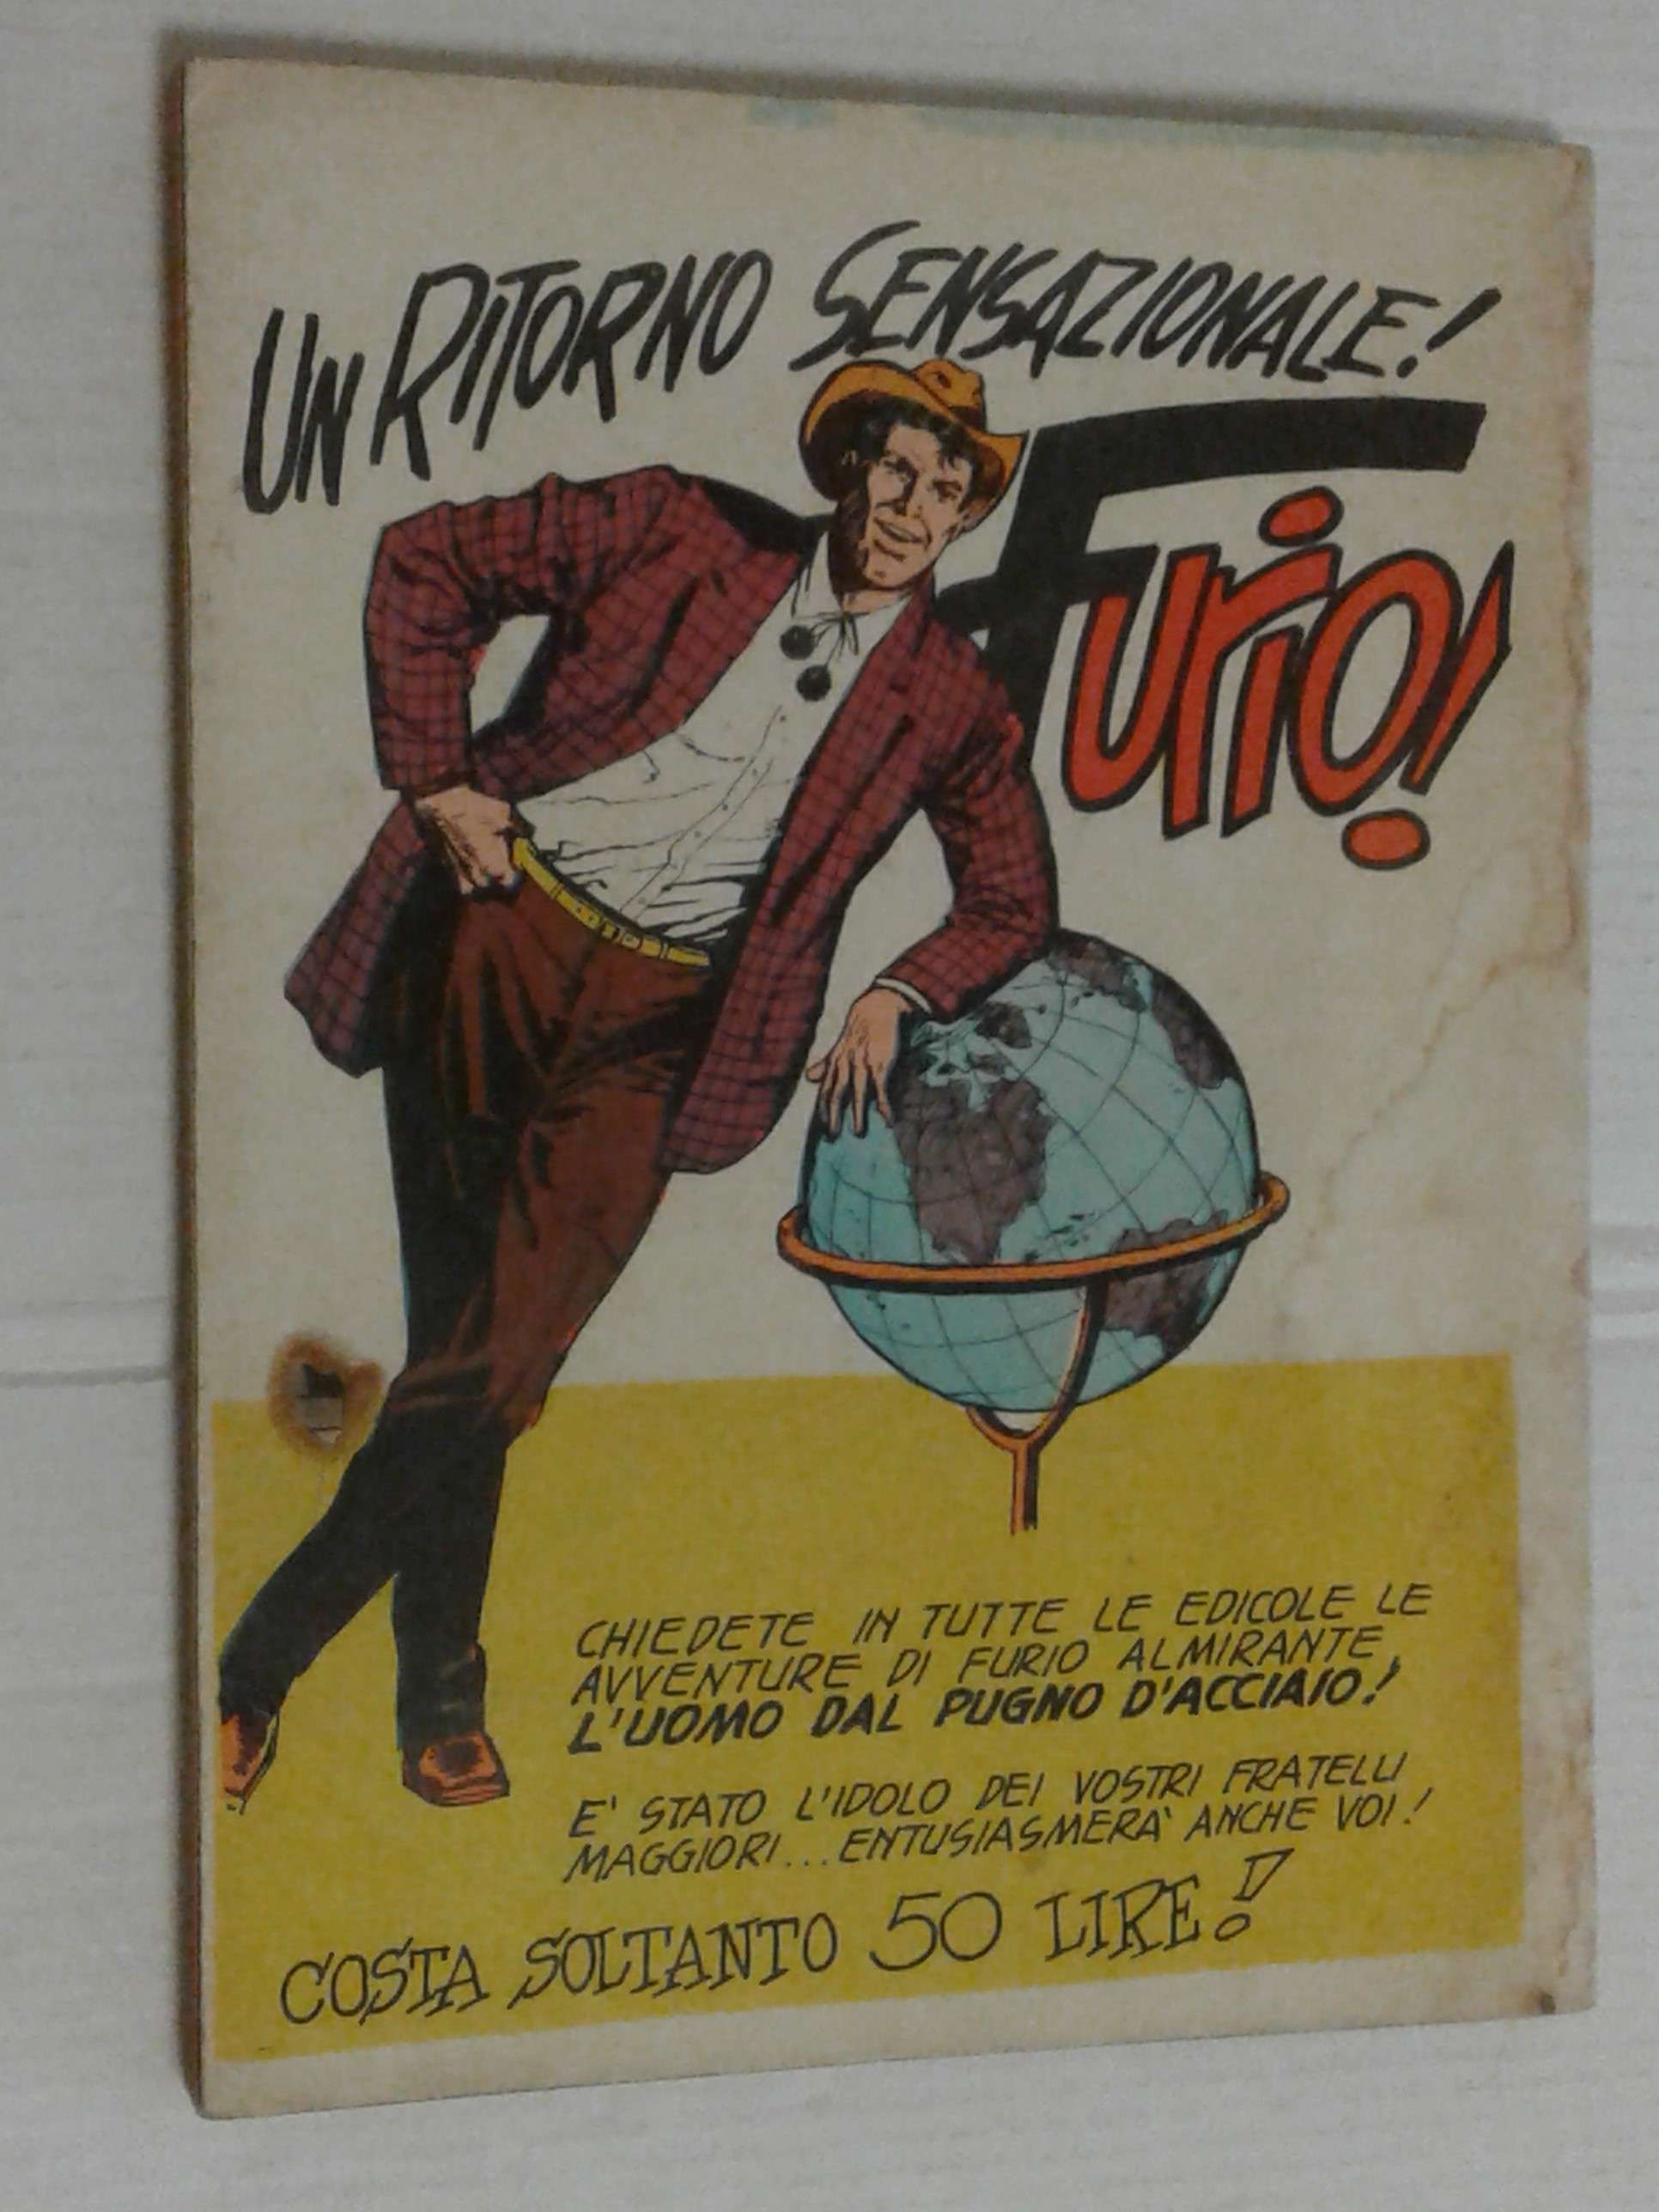 UN RITORNO SENSAZIONALE!
FURIO!
CHIEDETE IN TUTTE LE EDICOLE LE
AVVENTURE DI FURIO ALMIRANTE,
L'UOMO DAL PUGNO D'ACCIAIO!
E' STATO L'IDOLO DEI VOSTRI FRATELLI
MAGGIORI... ENTUSIASMERA' ANCHE VOI!
COSTA SOLTANTO 50 LIRE!